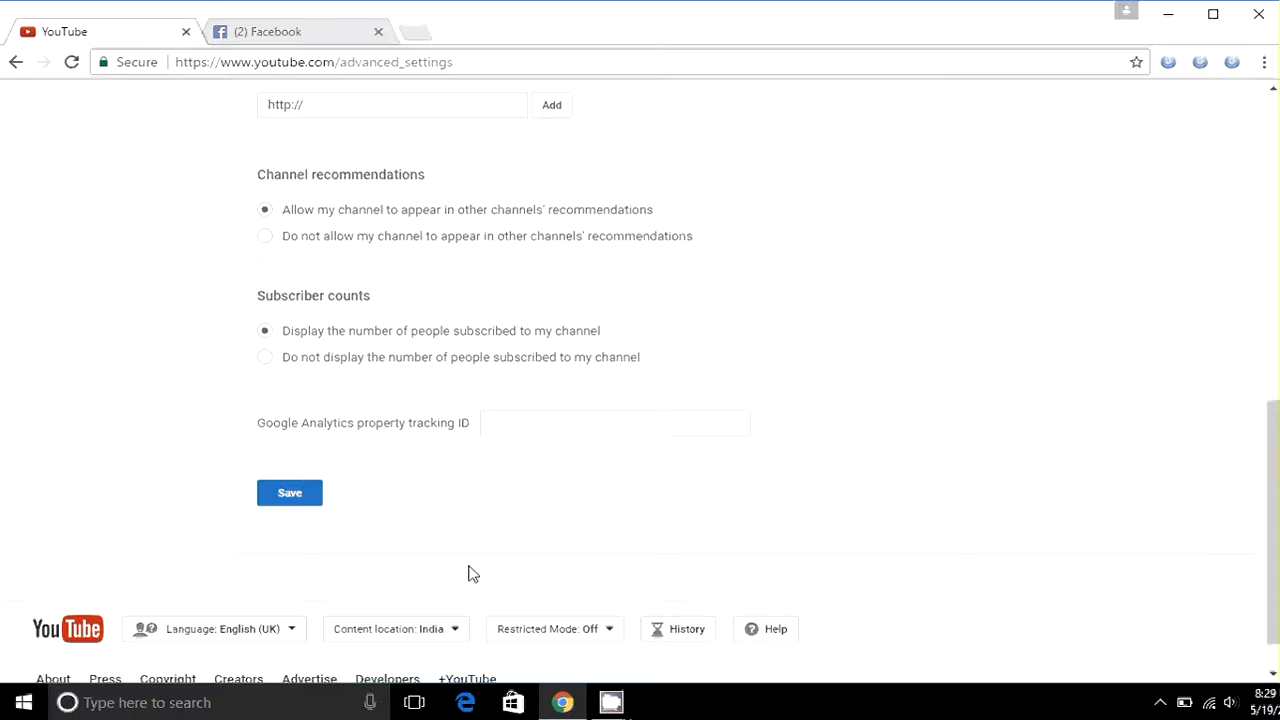 YouTube
(2) Facebook
Secure https://www.youtube.com/advanced_settings
http:// Add
Channel recommendations
Allow my channel to appear in other channels' recommendations
Do not allow my channel to appear in other channels' recommendations
Subscriber counts
Display the number of people subscribed to my channel
Do not display the number of people subscribed to my channel
Google Analytics property tracking ID
Save
YouTube Language: English (UK) Content location: India Restricted Mode: Off History Help
About Press Copyright Creators Advertise Developers +YouTube
Type here to search
8:29
5/19/